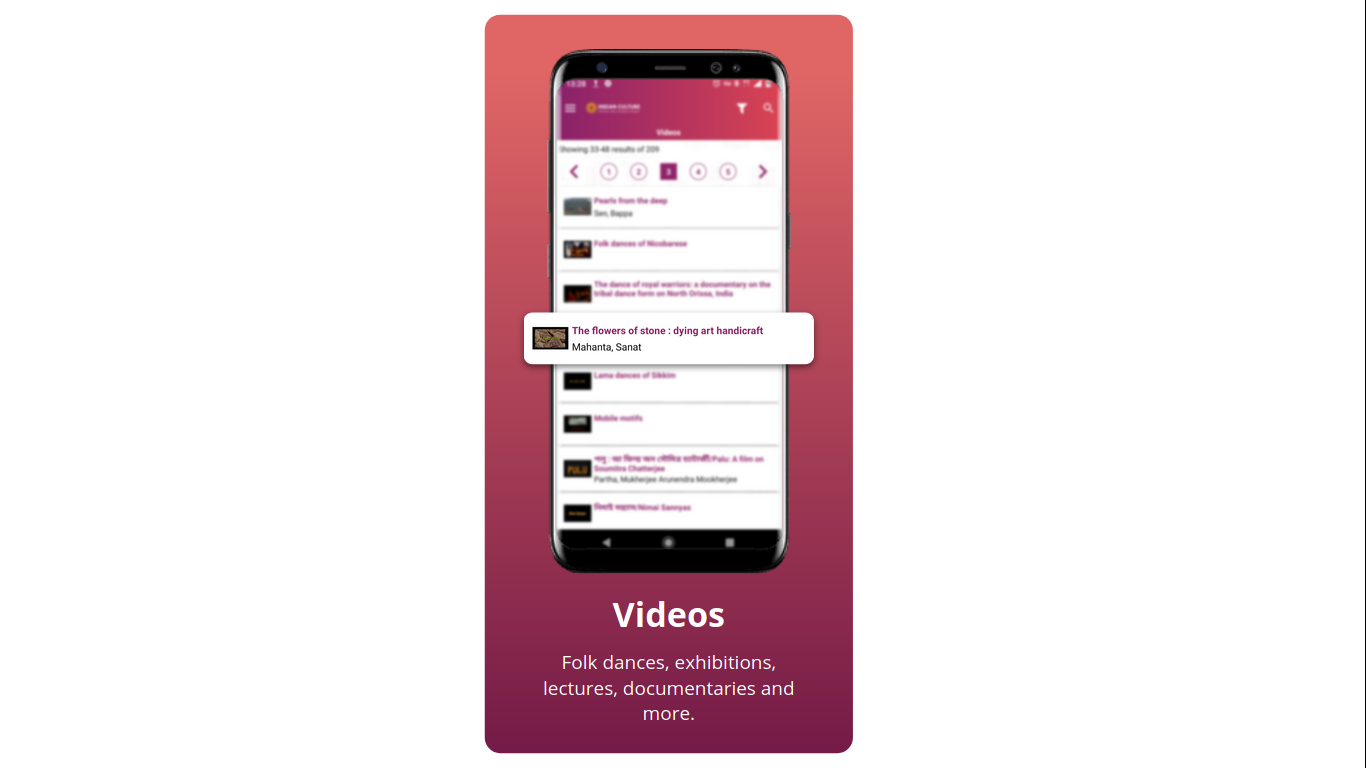 13:28
INDIAN CULTURE
Videos
Showing 33-48 results of 209
1 2 3 4 5
Pearls from the deep
Sen, Bappa
Folk dances of Nicobarese
The dance of royal warriors: a documentary on the
tribal dance form on North Orissa, India
The flowers of stone : dying art handicraft
Mahanta, Sanat
Lama dances of Sikkim
Mobile motifs
PULU
Palu: A film on
Soumitra Chatterjee
Partha, Mukherjee Arunendra Mookherjee
/Nimai Sannyas
Videos
Folk dances, exhibitions,
lectures, documentaries and
more.